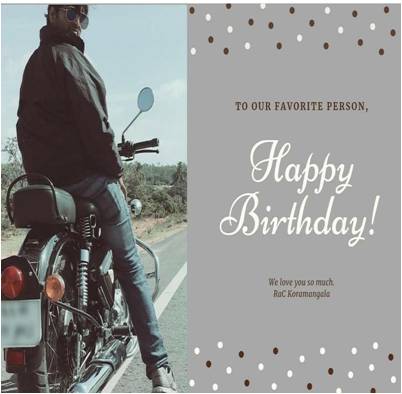 TO OUR FAVORITE PERSON,
Happy
Birthday!
We love you so much.
RaC Koramangala